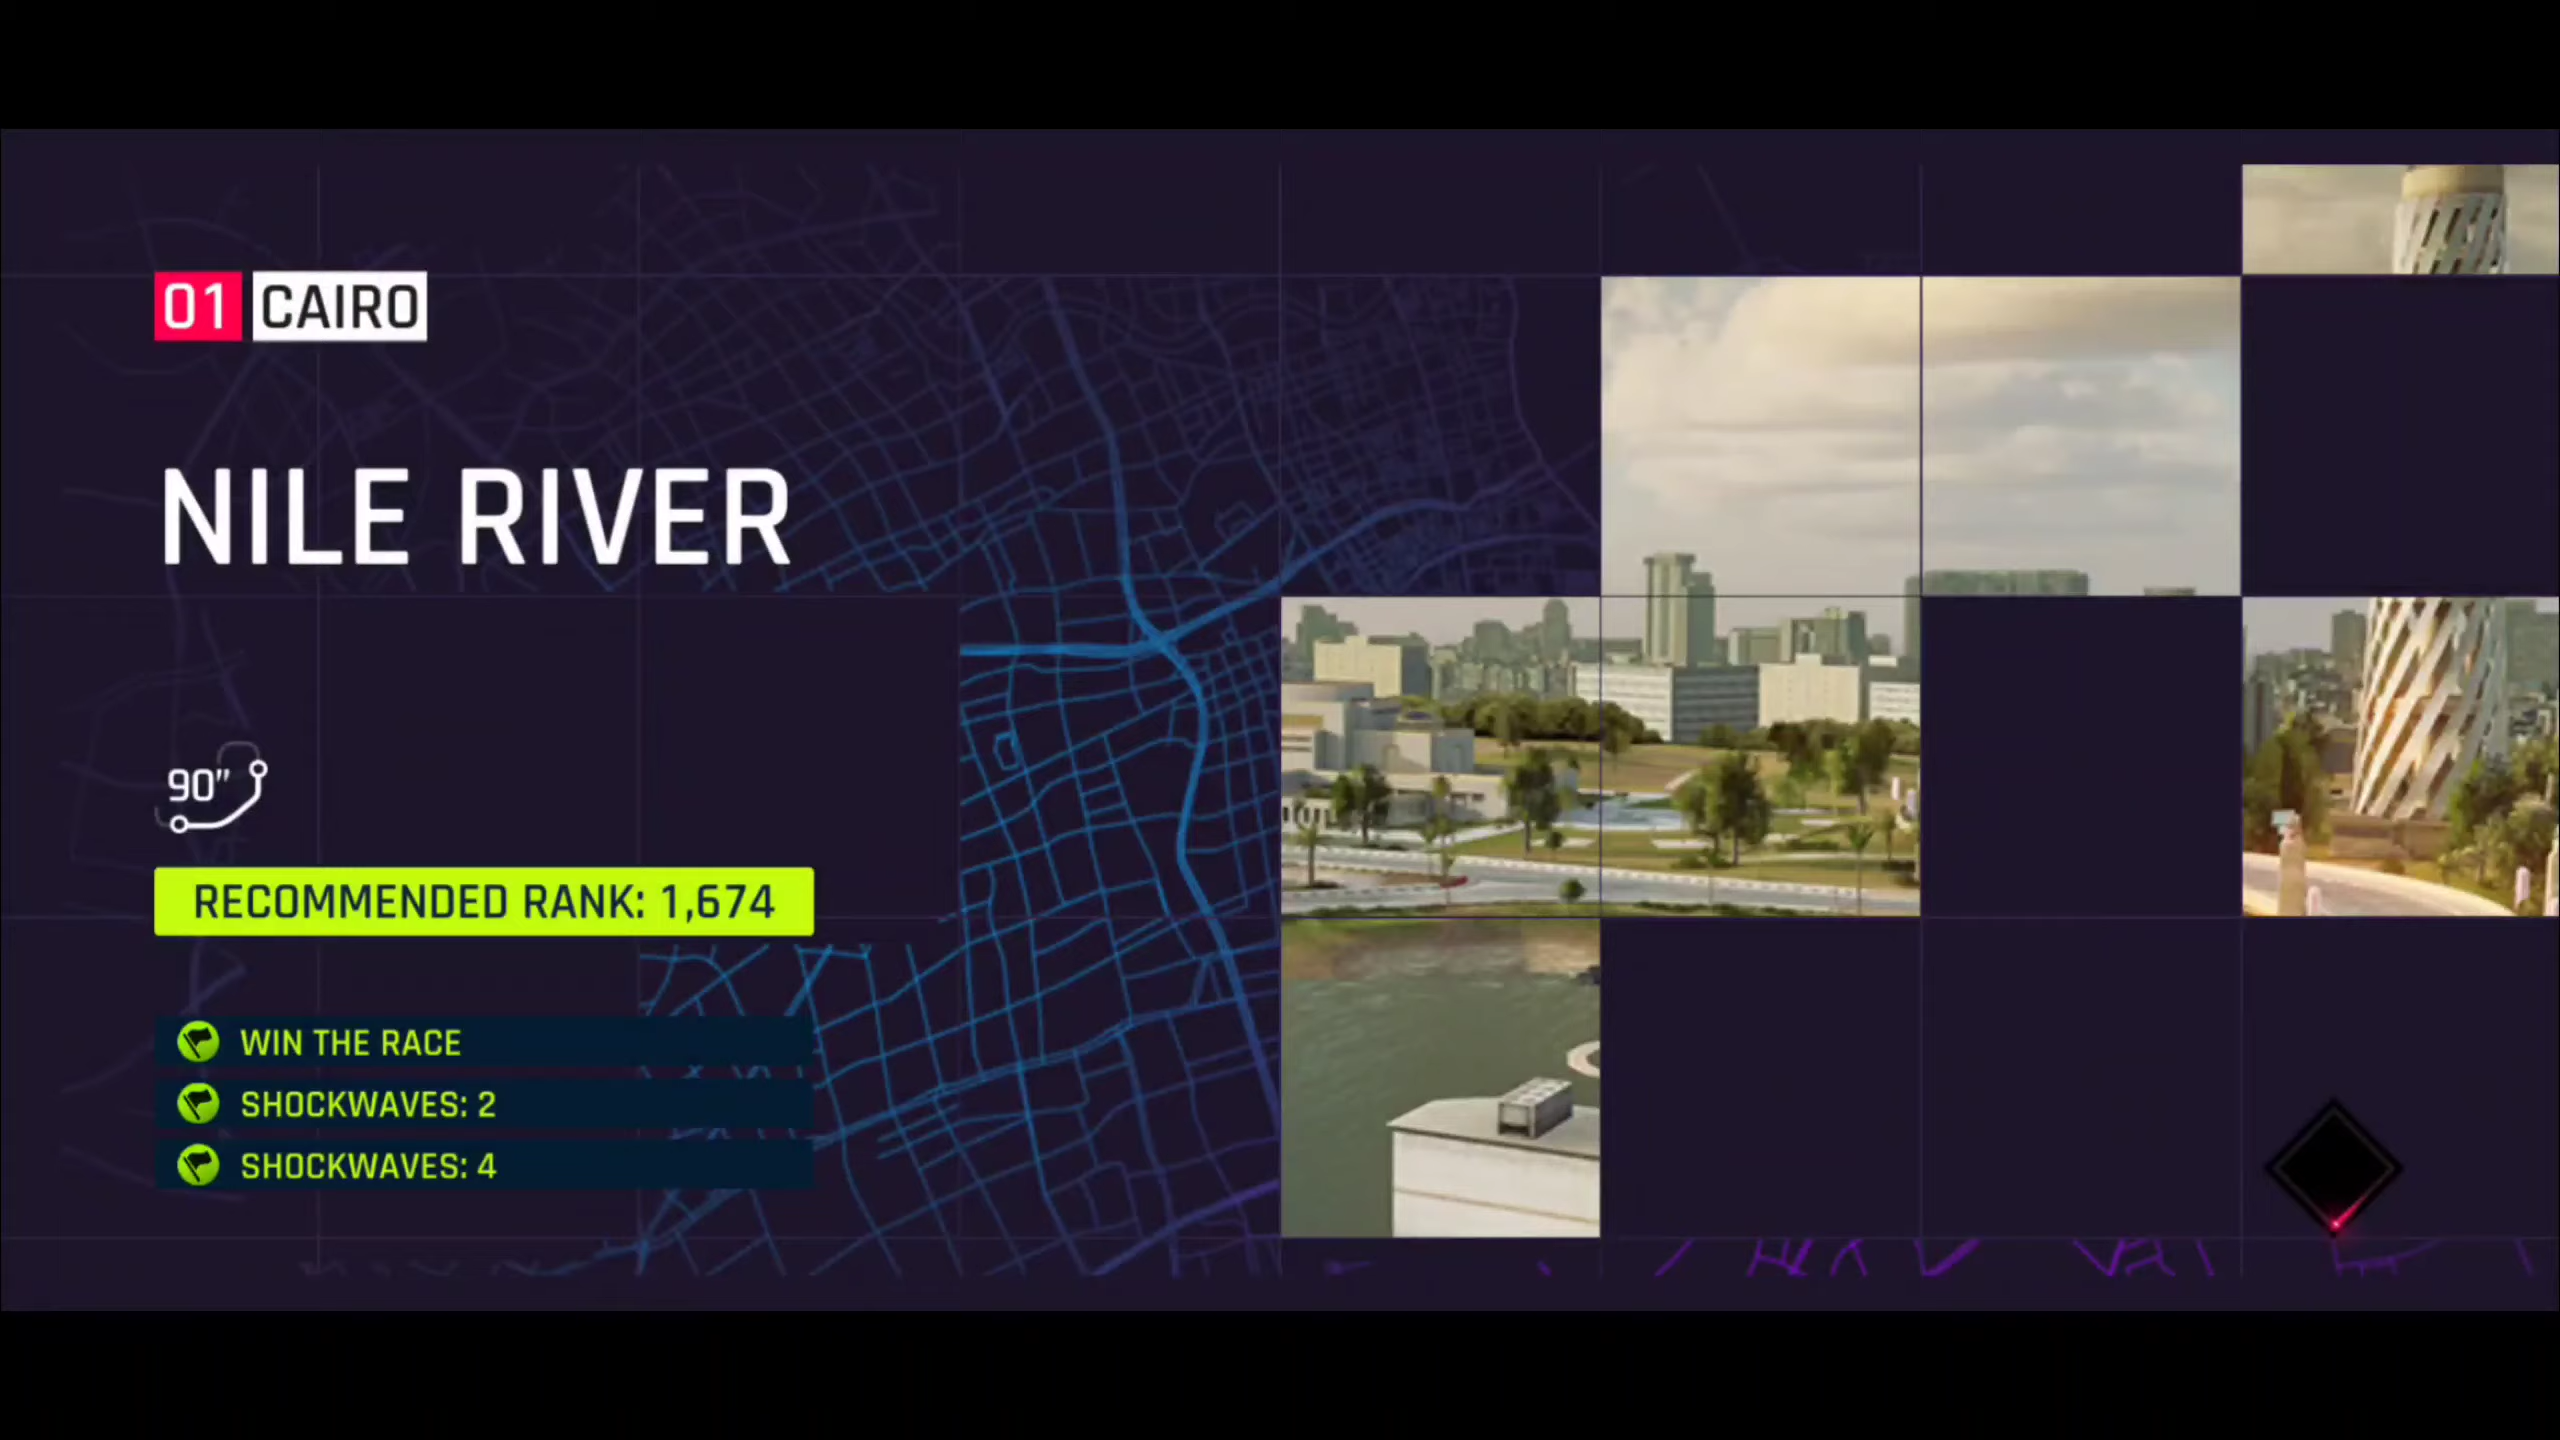 01 CAIRO
NILE RIVER
90"
RECOMMENDED RANK: 1,674
WIN THE RACE
SHOCKWAVES: 2
SHOCKWAVES: 4